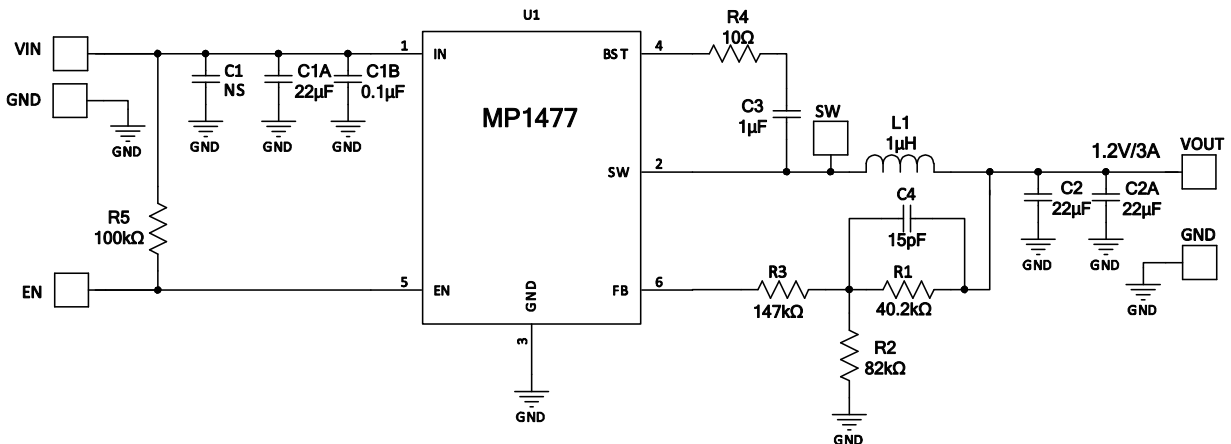 U1
MP1477
VIN
GND
GND
C1
NS
GND
C1A
22µF
GND
C1B
0.1µF
GND
R5
100kΩ
EN
1
IN
5
EN
GND
3
GND
BST
4
SW
2
FB
6
R4
10Ω
C3
1µF
SW
L1
1µH
C4
15pF
R3
147kΩ
R1
40.2kΩ
R2
82kΩ
GND
1.2V/3A
VOUT
C2
22µF
GND
C2A
22µF
GND
GND
GND